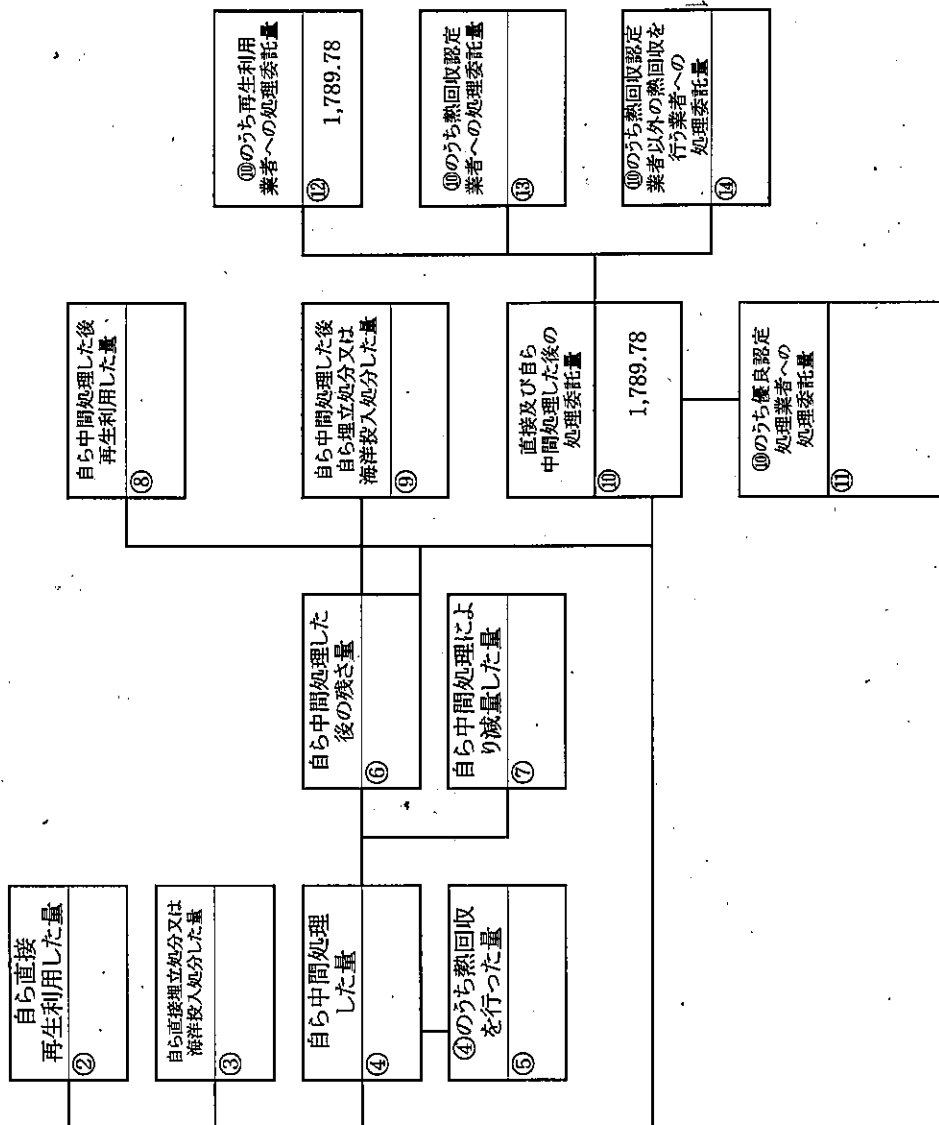 自ら直接
再生利用した量
②
自ら直接埋立処分又は
海洋投入処分した量
③
自ら中間処理
した量
④
④のうち熱回収
を行った量
⑤
自ら中間処理した
後の残さ量
⑥
自ら中間処理によ
り減量した量
⑦
自ら中間処理した後
再生利用した量
⑧
自ら中間処理した後
自ら埋立処分又は
海洋投入処分した量
⑨
直接及び自ら
中間処理した後の
処理委託量
⑩
1,789.78
⑩のうち優良認定
処理業者への
処理委託量
⑪
⑩のうち再生利用
業者への処理委託量
⑫
1,789.78
⑩のうち熱回収認定
業者への処理委託量
⑬
⑩のうち熱回収認定
業者以外の熱回収を
行う業者への
処理委託量
⑭